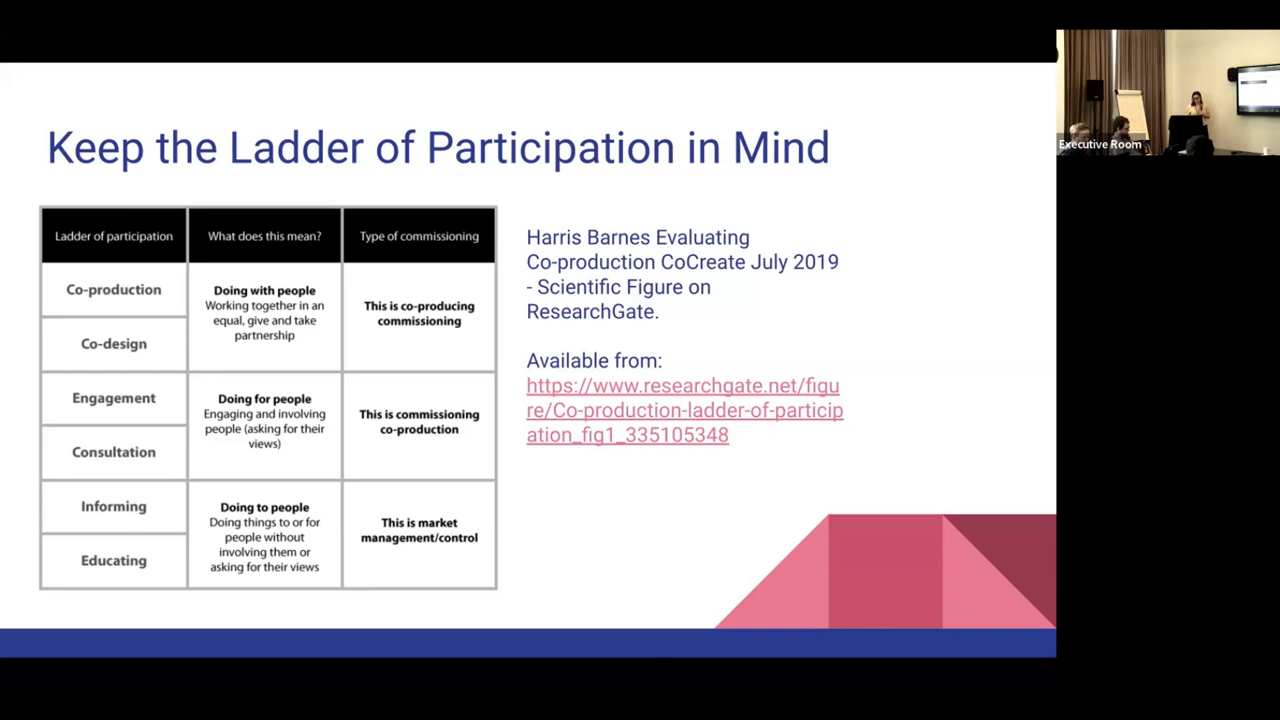 Keep the Ladder of Participation in Mind
Ladder of participation
What does this mean?
Type of commissioning
Co-production
Co-design
Doing with people
Working together in an
equal, give and take
partnership
This is co-producing
commissioning
Engagement
Consultation
Doing for people
Engaging and involving
people (asking for their
views)
This is commissioning
co-production
Informing
Educating
Doing to people
Doing things to or for
people without
involving them or
asking for their views
This is market
management/control
Harris Barnes Evaluating
Co-production CoCreate July 2019
- Scientific Figure on
ResearchGate.
Available from:
https://www.researchgate.net/figu
re/Co-production-ladder-of-particip
ation_fig1_335105348
Executive Room